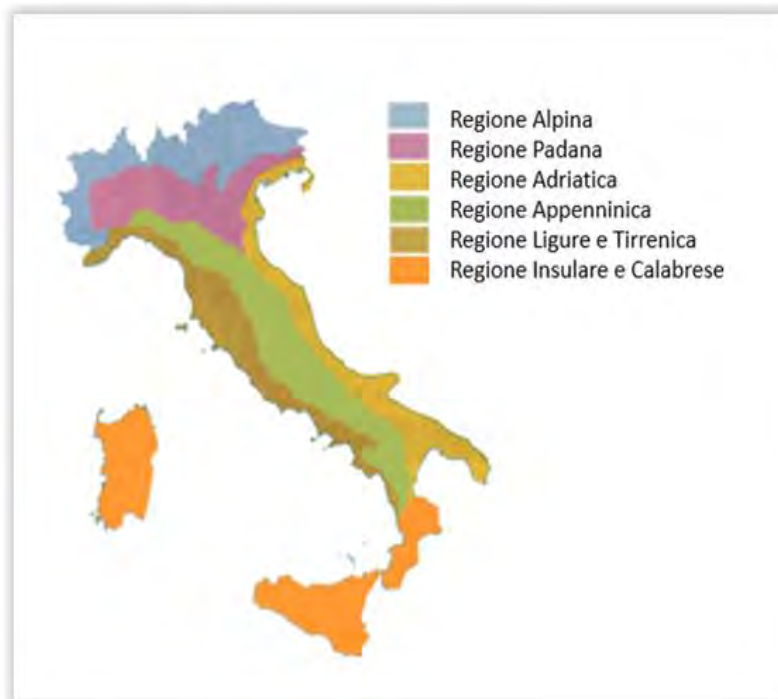 Regione Alpina
Regione Padana
Regione Adriatica
Regione Appenninica
Regione Ligure e Tirrenica
Regione Insulare e Calabrese